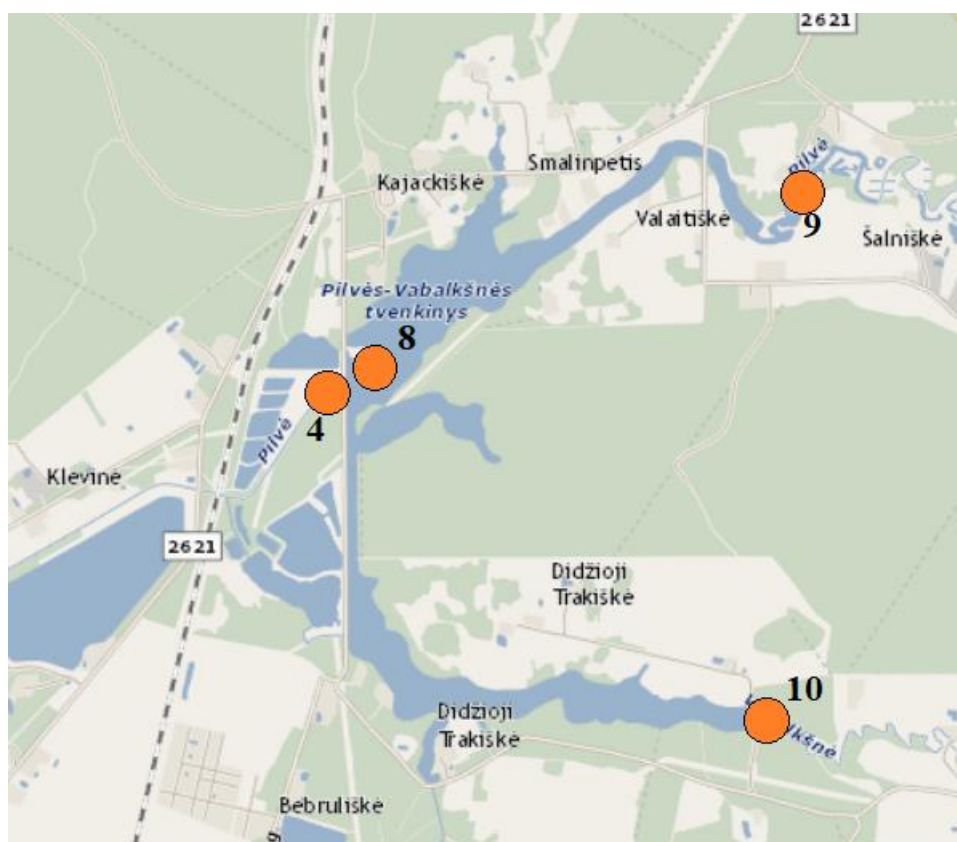 2621
Smalinpetis
Pilvė
Kajackiškė
Valaitiškė
9
Šalniškė
Pilvės-Vabalkšnės
tvenkinys
8
4
Pilvė
Klevinė
2621
Didžioji
Trakiškė
10
Didžioji
Trakiškė
Bebruliškė